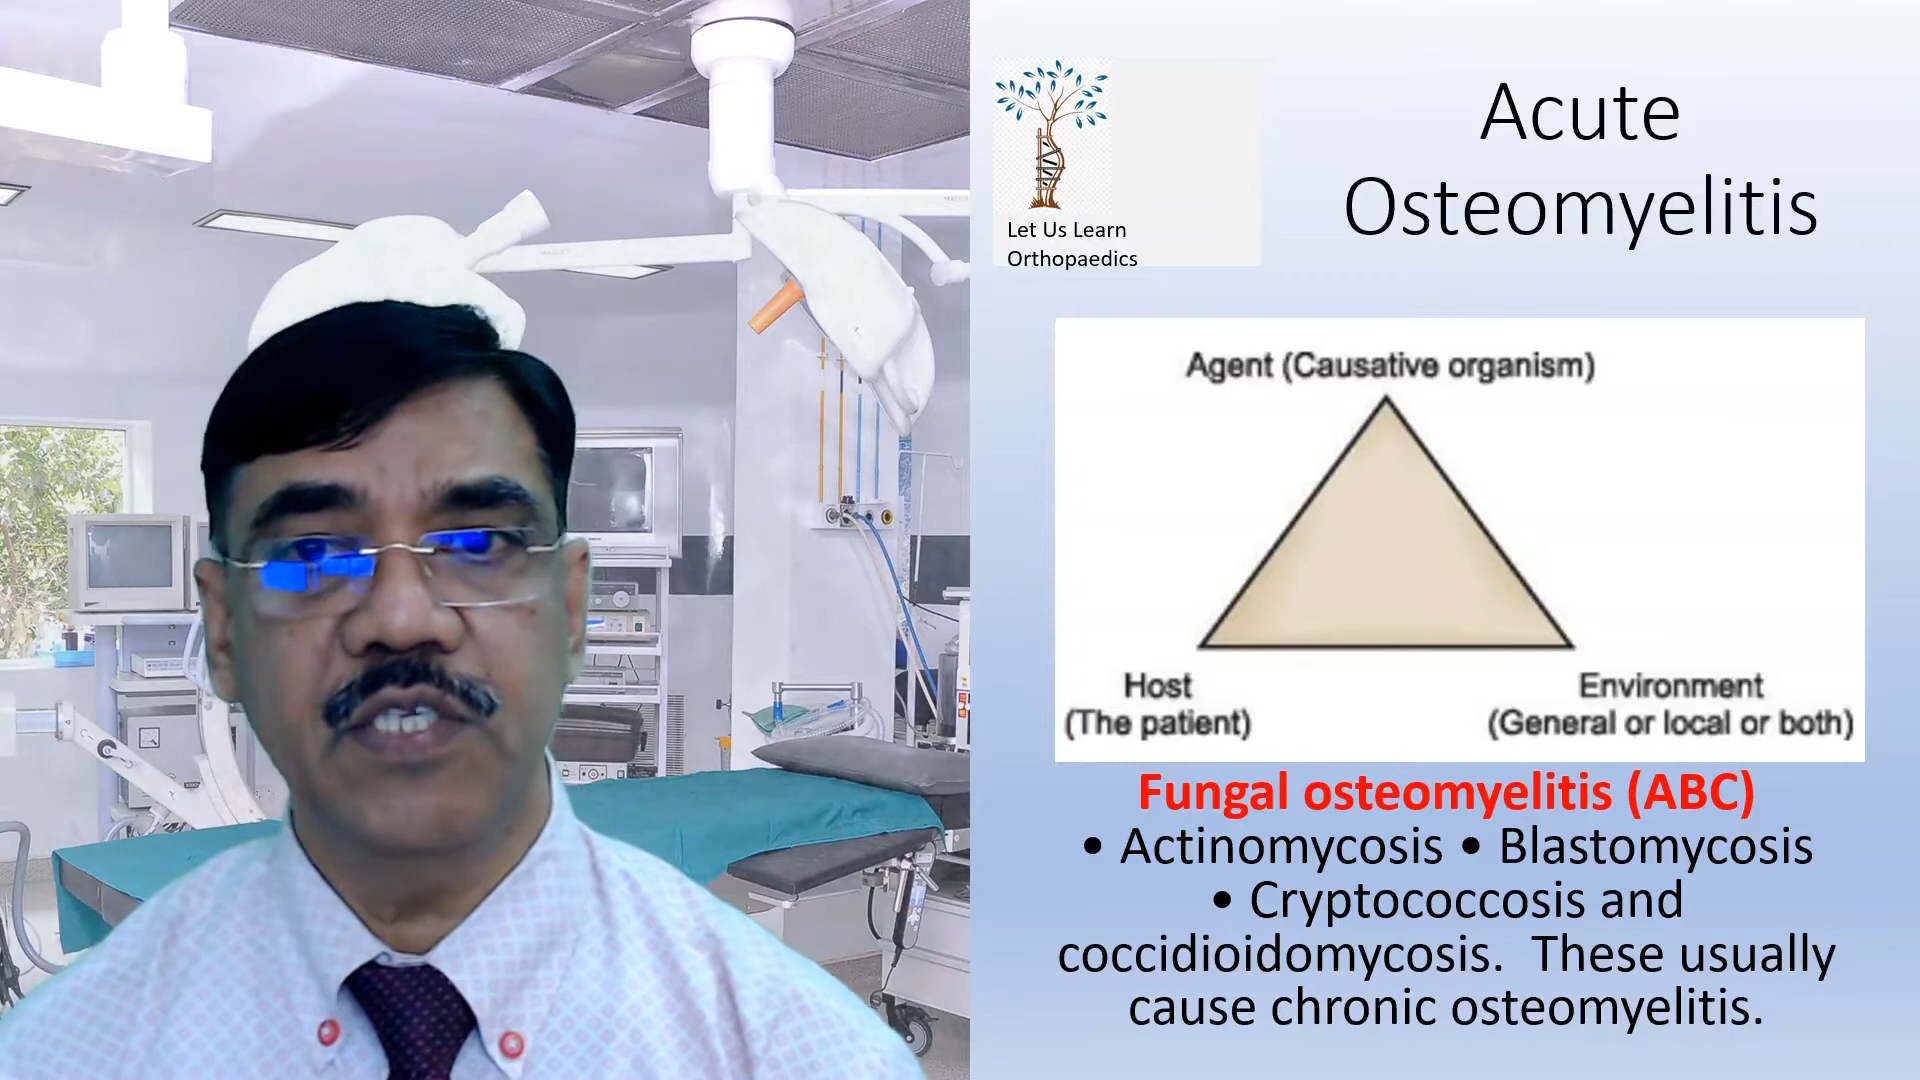 Let Us Learn
Orthopaedics
Acute
Osteomyelitis
Agent (Causative organism)
Host
(The patient)
Environment
(General or local or both)
Fungal osteomyelitis (ABC)
• Actinomycosis • Blastomycosis
• Cryptococcosis and
coccidioidomycosis.  These usually
cause chronic osteomyelitis.